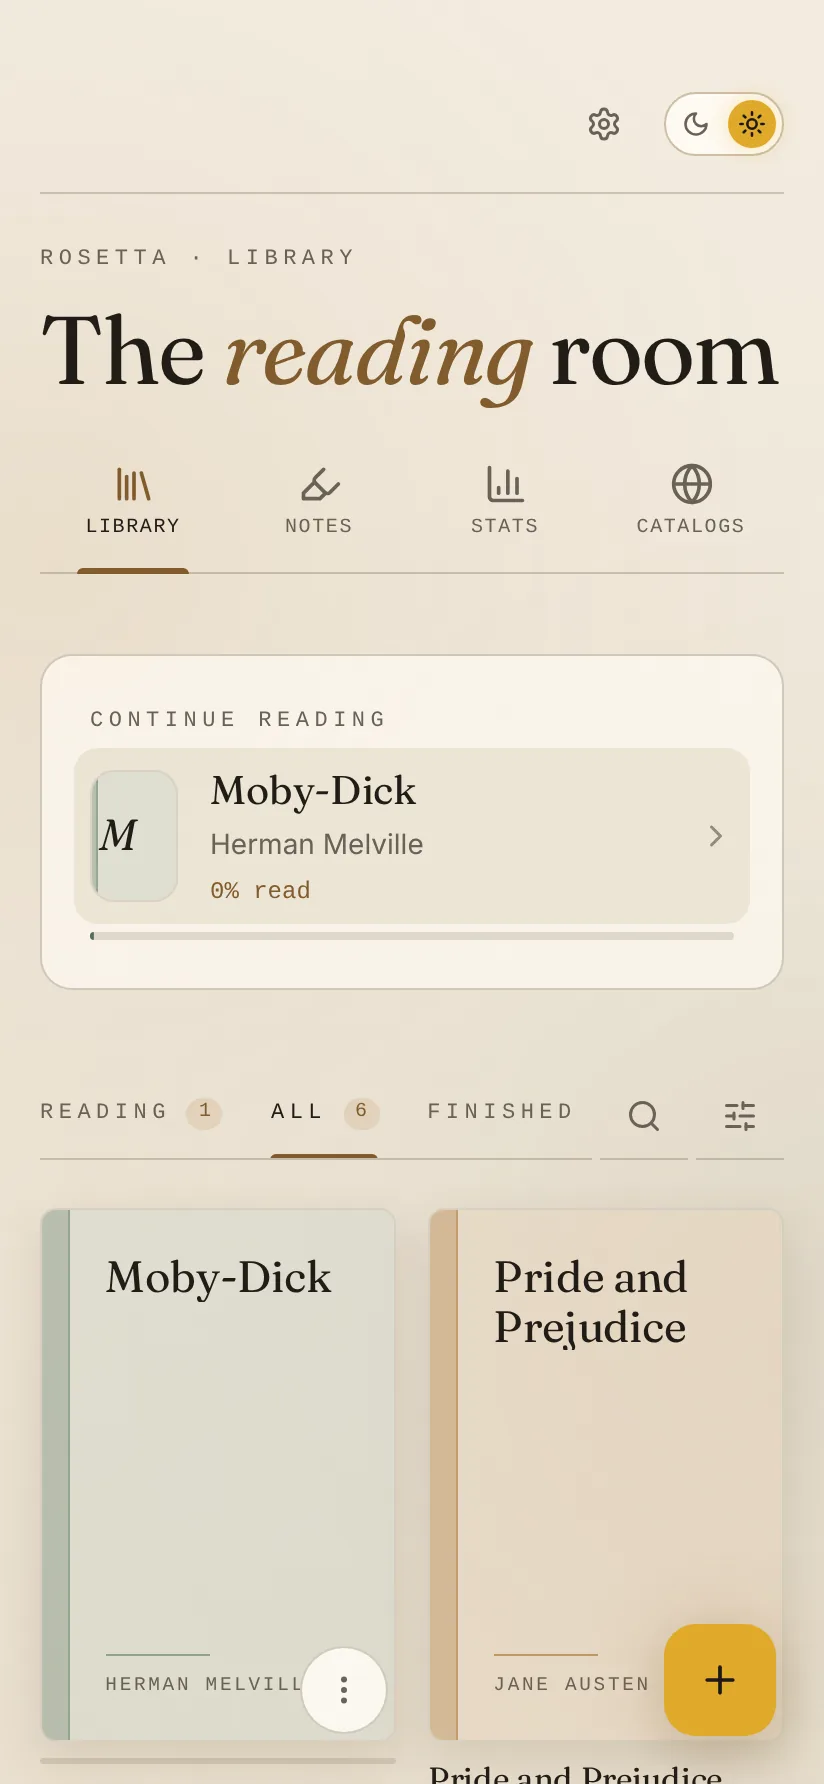 ROSETTA · LIBRARY
The reading room
LIBRARY NOTES STATS CATALOGS
CONTINUE READING
M
Moby-Dick
Herman Melville
0% read
READING 1 ALL 6 FINISHED
Moby-Dick
HERMAN MELVILL
Pride and
Prejudice
JANE AUSTEN
Pride and Prejudice